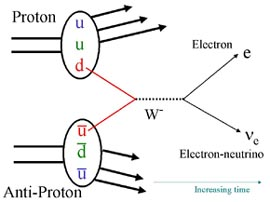 Proton
u
u
d
Electron
e
W⁻
u̅
d̅
u̅
νe
Electron-neutrino
Anti-Proton
Increasing time